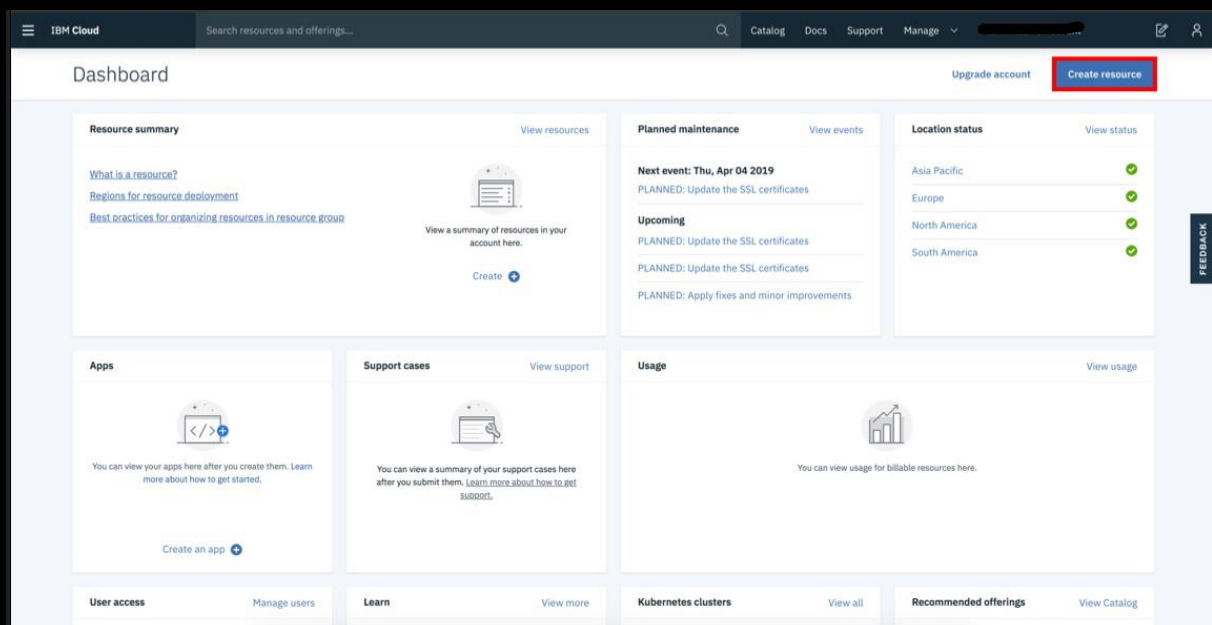 IBM Cloud
Search resources and offerings...
Catalog
Docs
Support
Manage
Dashboard
Upgrade account
Create resource
Resource summary
View resources
What is a resource?
Regions for resource deployment
Best practices for organizing resources in resource group
View a summary of resources in your
account here.
Create
Planned maintenance
View events
Next event: Thu, Apr 04 2019
PLANNED: Update the SSL certificates
Upcoming
PLANNED: Update the SSL certificates
PLANNED: Update the SSL certificates
PLANNED: Apply fixes and minor improvements
Location status
View status
Asia Pacific
Europe
North America
South America
FEEDBACK
Apps
</>
You can view your apps here after you create them. Learn
more about how to get started.
Create an app
Support cases
View support
You can view a summary of your support cases here
after you submit them. Learn more about how to get
support.
Usage
View usage
You can view usage for billable resources here.
User access
Manage users
Learn
View more
Kubernetes clusters
View all
Recommended offerings
View Catalog